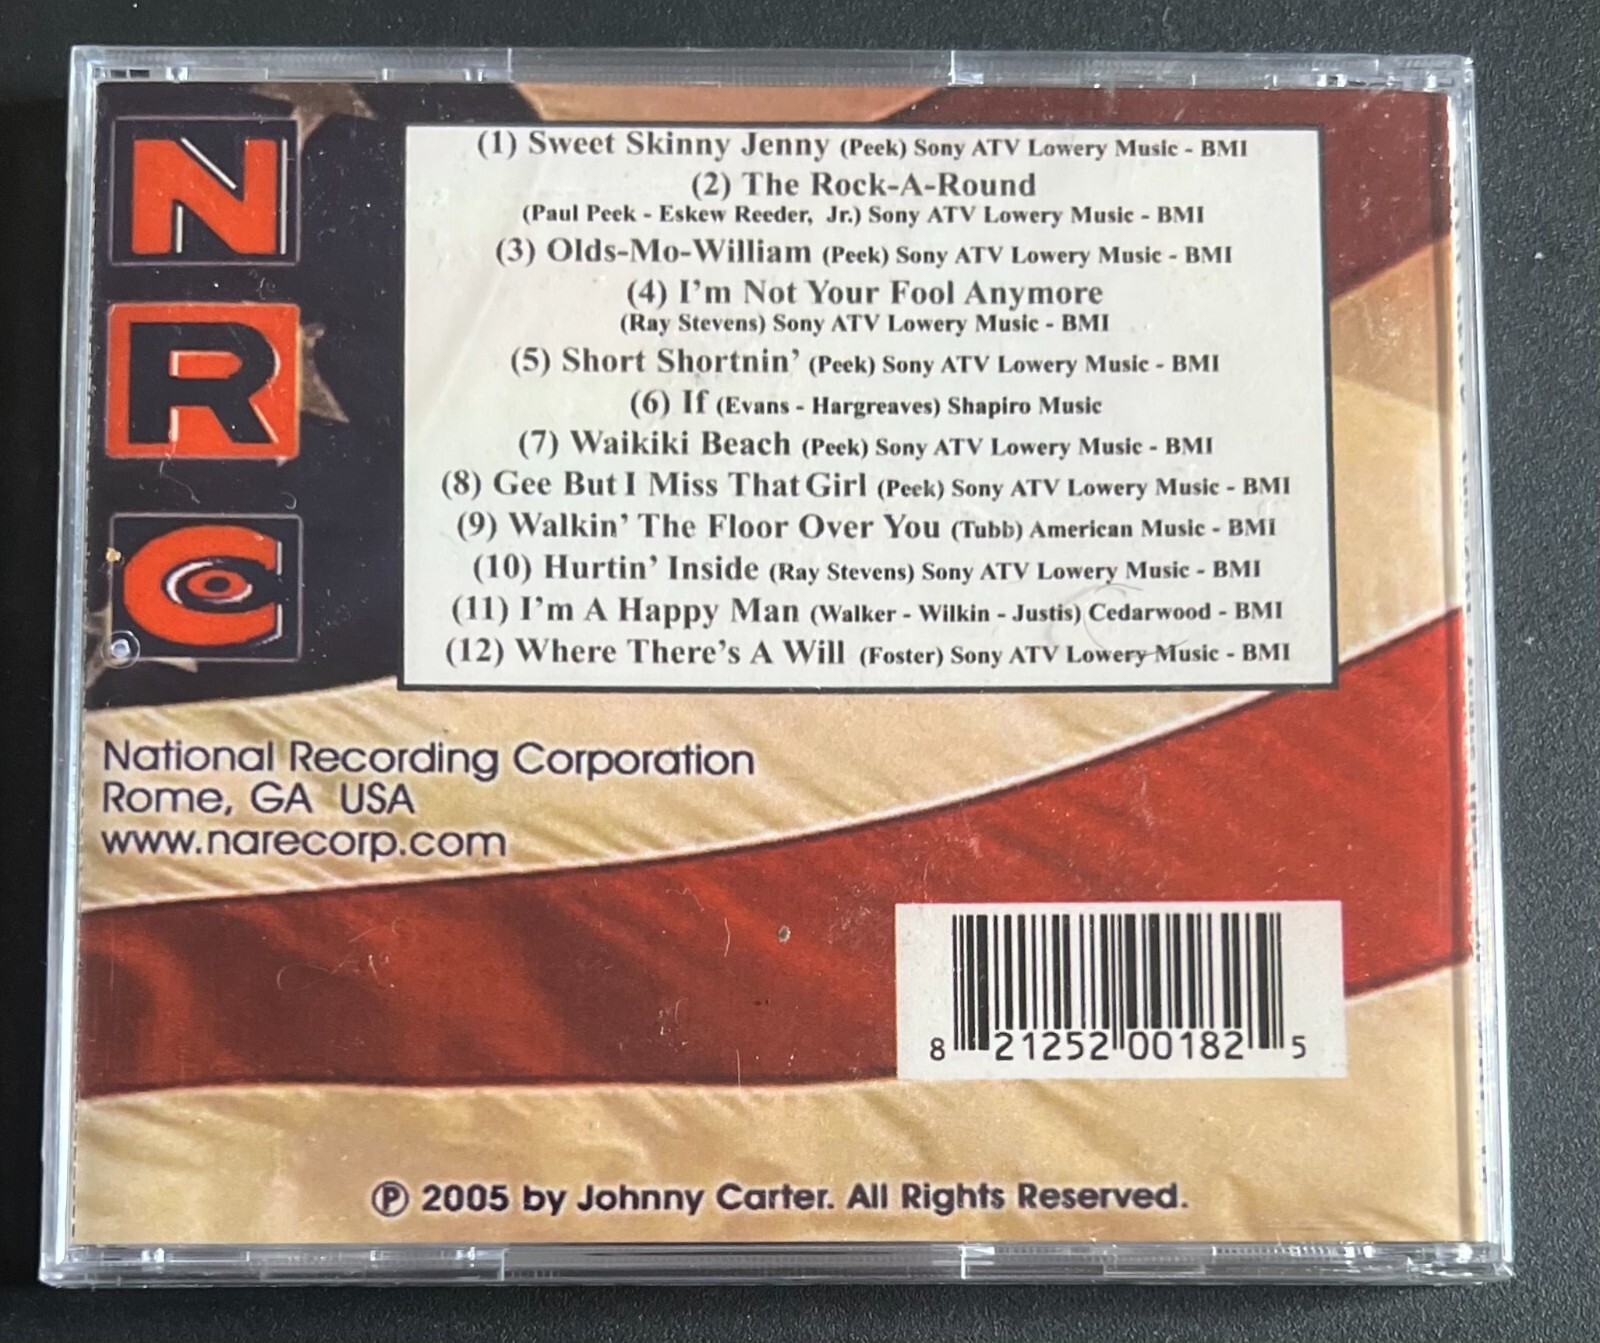 N
R
C
(1) Sweet Skinny Jenny (Peek) Sony ATV Lowery Music - BMI
(2) The Rock-A-Round
(Paul Peek - Eskew Reeder, Jr.) Sony ATV Lowery Music - BMI
(3) Olds-Mo-William (Peek) Sony ATV Lowery Music - BMI
(4) I'm Not Your Fool Anymore
(Ray Stevens) Sony ATV Lowery Music - BMI
(5) Short Shortnin' (Peek) Sony ATV Lowery Music - BMI
(6) If (Evans - Hargreaves) Shapiro Music
(7) Waikiki Beach (Peek) Sony ATV Lowery Music - BMI
(8) Gee But I Miss That Girl (Peek) Sony ATV Lowery Music - BMI
(9) Walkin' The Floor Over You (Tubb) American Music - BMI
(10) Hurtin' Inside (Ray Stevens) Sony ATV Lowery Music - BMI
(11) I'm A Happy Man (Walker - Wilkin - Justis) Cedarwood - BMI
(12) Where There's A Will (Foster) Sony ATV Lowery Music - BMI
National Recording Corporation
Rome, GA USA
www.narecorp.com
8 21252 00182 5
℗ 2005 by Johnny Carter. All Rights Reserved.